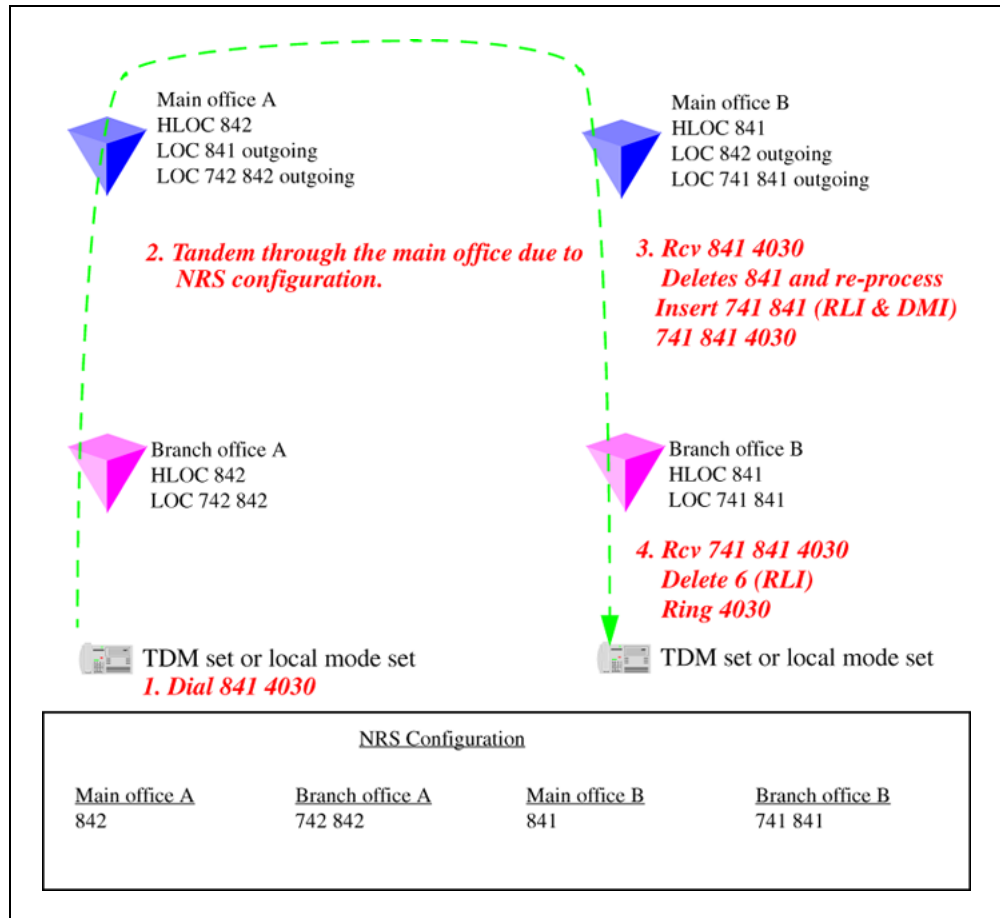 Main office A
HLOC 842
LOC 841 outgoing
LOC 742 842 outgoing
Main office B
HLOC 841
LOC 842 outgoing
LOC 741 841 outgoing
2. Tandem through the main office due to
NRS configuration.
3. Rcv 841 4030
Deletes 841 and re-process
Insert 741 841 (RLI & DMI)
741 841 4030
Branch office A
HLOC 842
LOC 742 842
Branch office B
HLOC 841
LOC 741 841
4. Rcv 741 841 4030
Delete 6 (RLI)
Ring 4030
TDM set or local mode set
1. Dial 841 4030
TDM set or local mode set
NRS Configuration
Main office A
842
Branch office A
742 842
Main office B
841
Branch office B
741 841